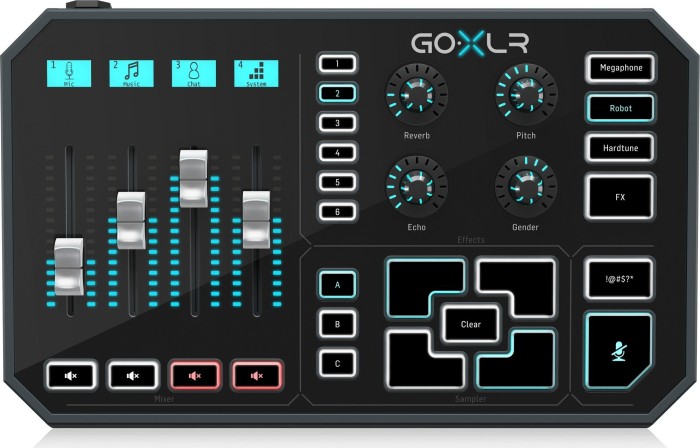 GO·XLR
1
2
3
4
Mic
Music
Chat
System
1
2
3
4
5
6
Reverb
Pitch
Echo
Gender
Megaphone
Robot
Hardtune
FX
Effects
A
B
C
Clear
!@#$?*
Mixer
Sampler